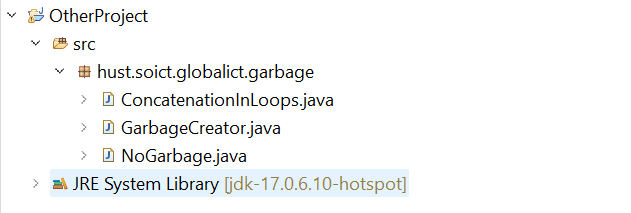 OtherProject
src
hust.soict.globalict.garbage
ConcatenationInLoops.java
GarbageCreator.java
NoGarbage.java
JRE System Library [jdk-17.0.6.10-hotspot]